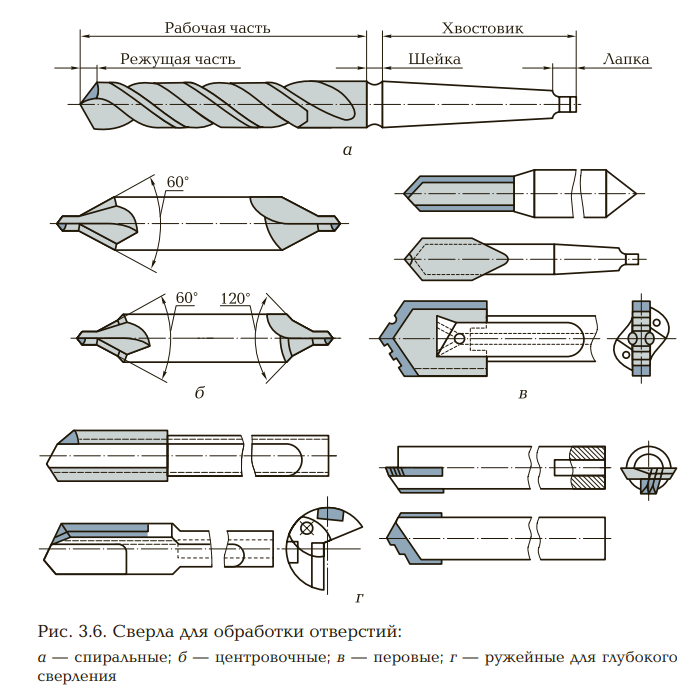 Рабочая часть
Хвостовик
Режущая часть
Шейка
Лапка
а
60°
60°
120°
б
в
г
Рис. 3.6. Сверла для обработки отверстий:
а — спиральные; б — центровочные; в — перовые; г — ружейные для глубокого
сверления